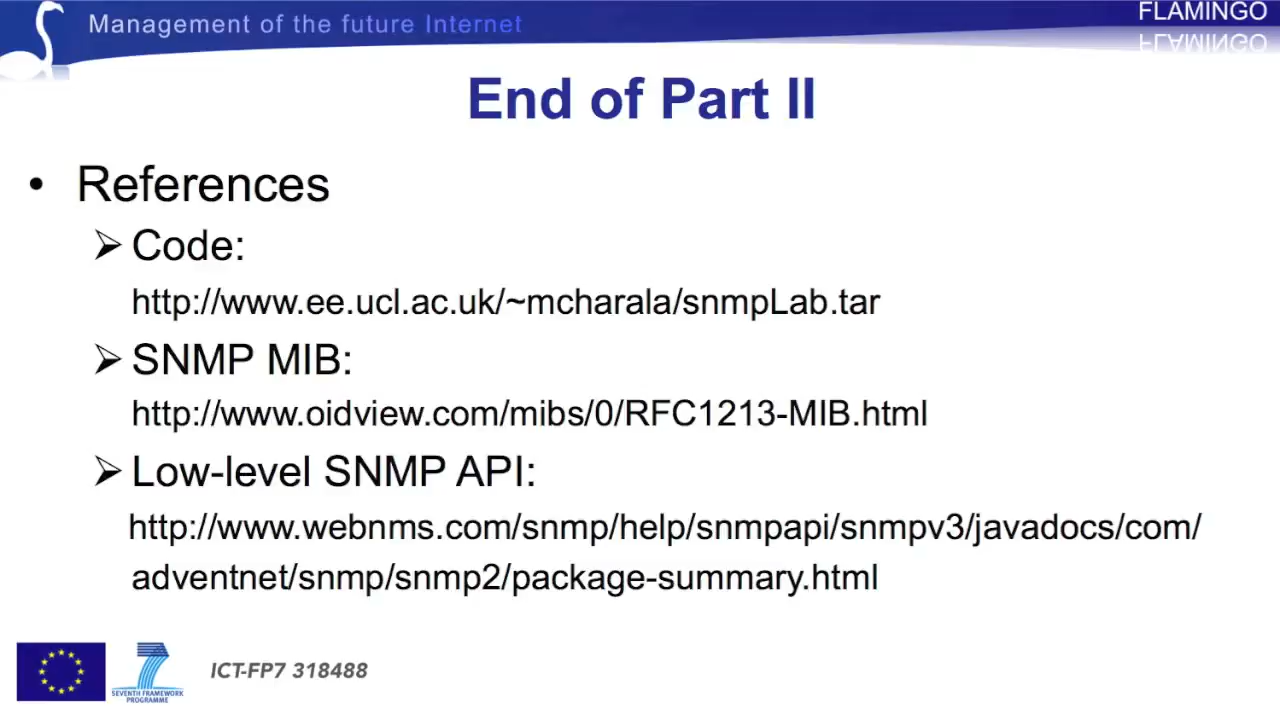 Management of the future Internet
FLAMINGO
End of Part II
• References
➢ Code:
http://www.ee.ucl.ac.uk/~mcharala/snmpLab.tar
➢ SNMP MIB:
http://www.oidview.com/mibs/0/RFC1213-MIB.html
➢ Low-level SNMP API:
http://www.webnms.com/snmp/help/snmpapi/snmpv3/javadocs/com/
adventnet/snmp/snmp2/package-summary.html
SEVENTH FRAMEWORK
PROGRAMME
ICT-FP7 318488